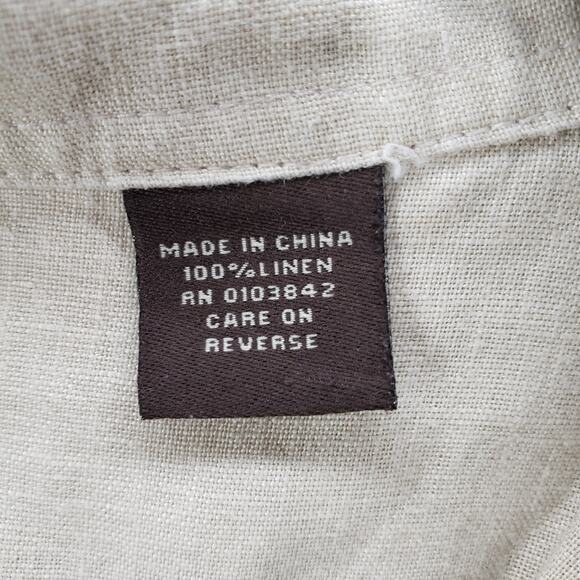 MADE IN CHINA
100% LINEN
RN 0103842
CARE ON
REVERSE